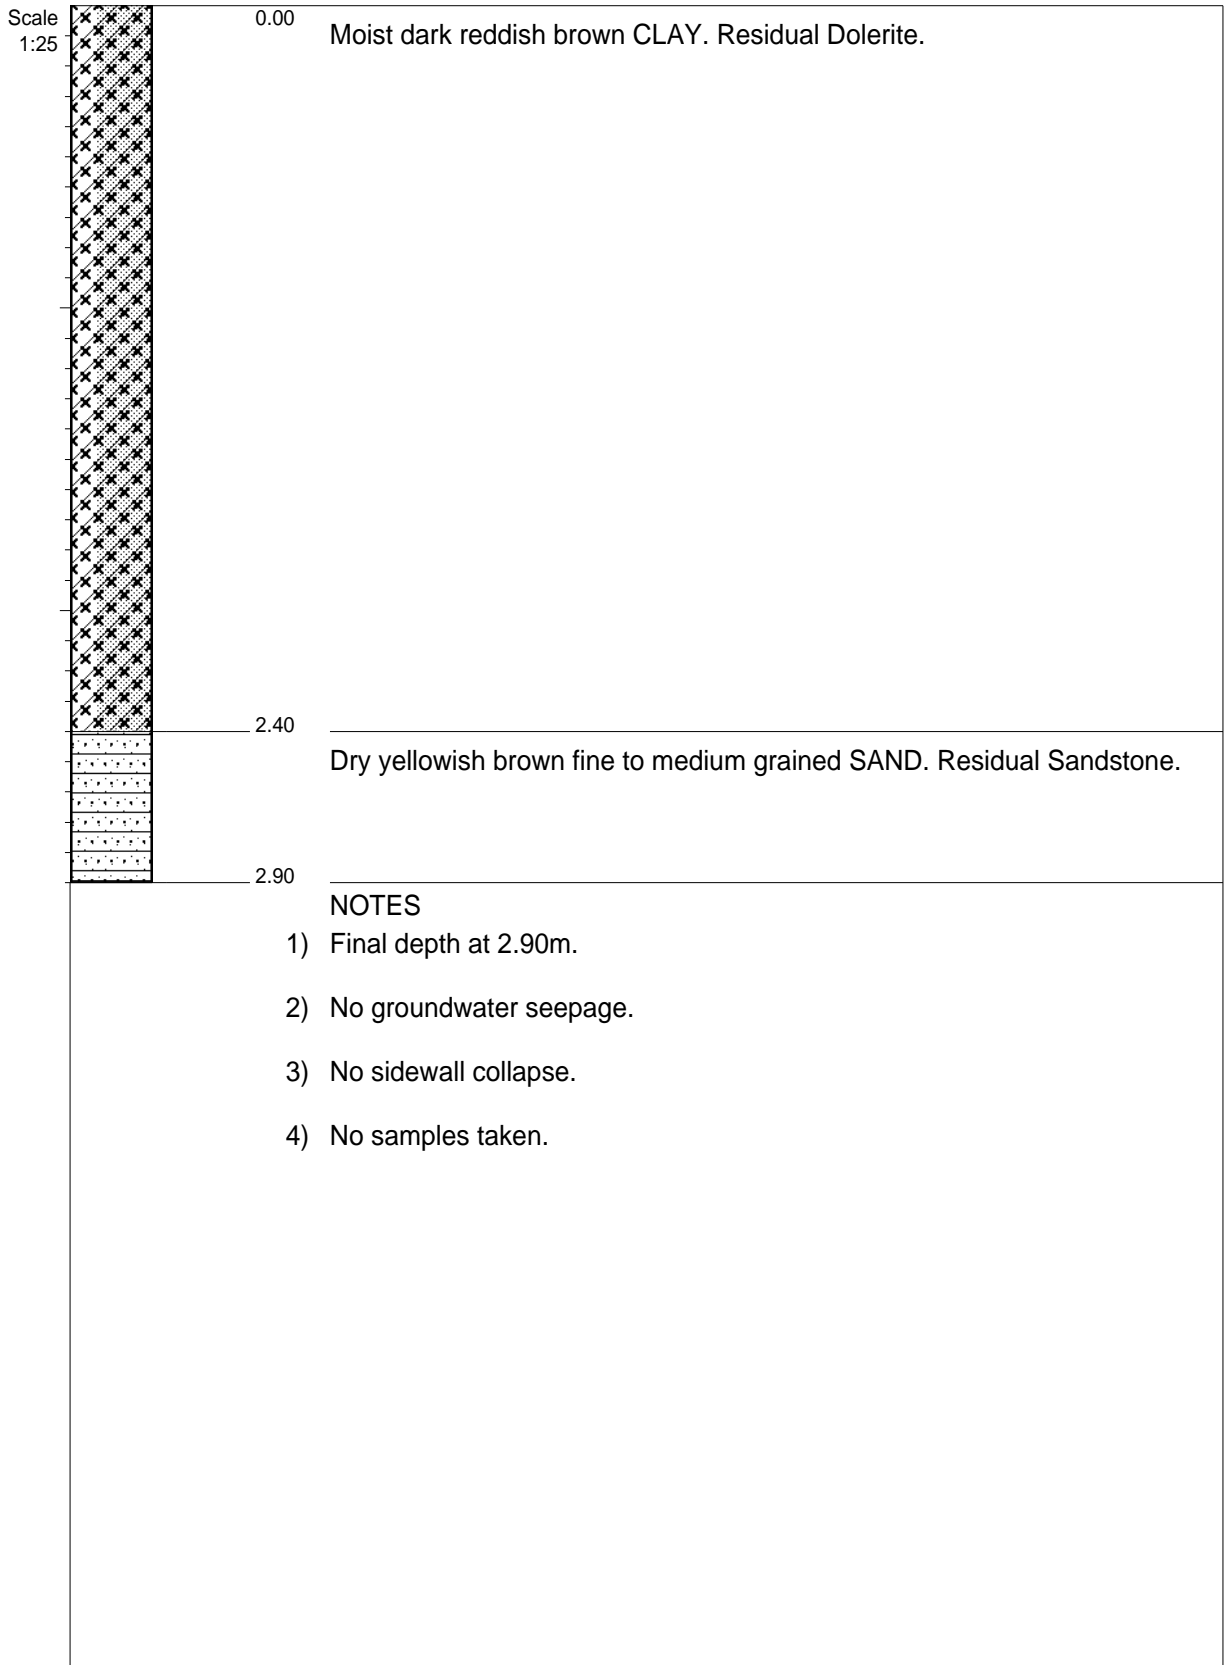 Scale
1:25
0.00
Moist dark reddish brown CLAY. Residual Dolerite.
2.40
Dry yellowish brown fine to medium grained SAND. Residual Sandstone.
2.90
NOTES
1) Final depth at 2.90m.
2) No groundwater seepage.
3) No sidewall collapse.
4) No samples taken.